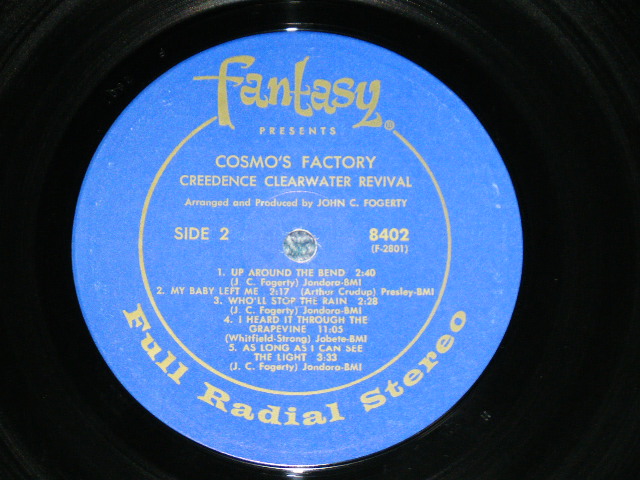 fantasy®
PRESENTS
COSMO'S FACTORY
CREEDENCE CLEARWATER REVIVAL
Arranged and Produced by JOHN C. FOGERTY
SIDE 2
8402
(F-2801)
1. UP AROUND THE BEND 2:40
(J. C. Fogerty) Jondora-BMI
2. MY BABY LEFT ME 2:17 (Arthur Crudup) Presley-BMI
3. WHO'LL STOP THE RAIN 2:28
(J. C. Fogerty) Jondora-BMI
4. I HEARD IT THROUGH THE
GRAPEVINE 11:05
(Whitfield-Strong) Jobete-BMI
5. AS LONG AS I CAN SEE
THE LIGHT 3:33
(J. C. Fogerty) Jondora-BMI
Full Radial Stereo